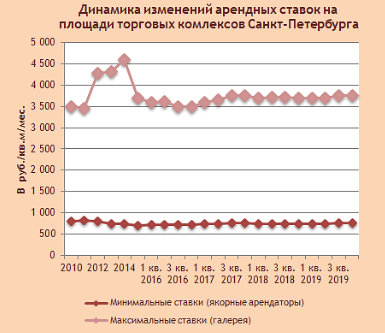 Динамика изменений арендных ставок на
площади торговых комлексов Санкт-Петербурга
В руб./кв.м/мес.
5 000
4 500
4 000
3 500
3 000
2 500
2 000
1 500
1 000
500
0
2010 2012 2014 1 кв. 3 кв. 1 кв. 3 кв. 1 кв. 3 кв. 1 кв. 3 кв.
2016 2016 2017 2017 2018 2018 2019 2019
Минимальные ставки (якорные арендаторы)
Максимальные ставки (галерея)